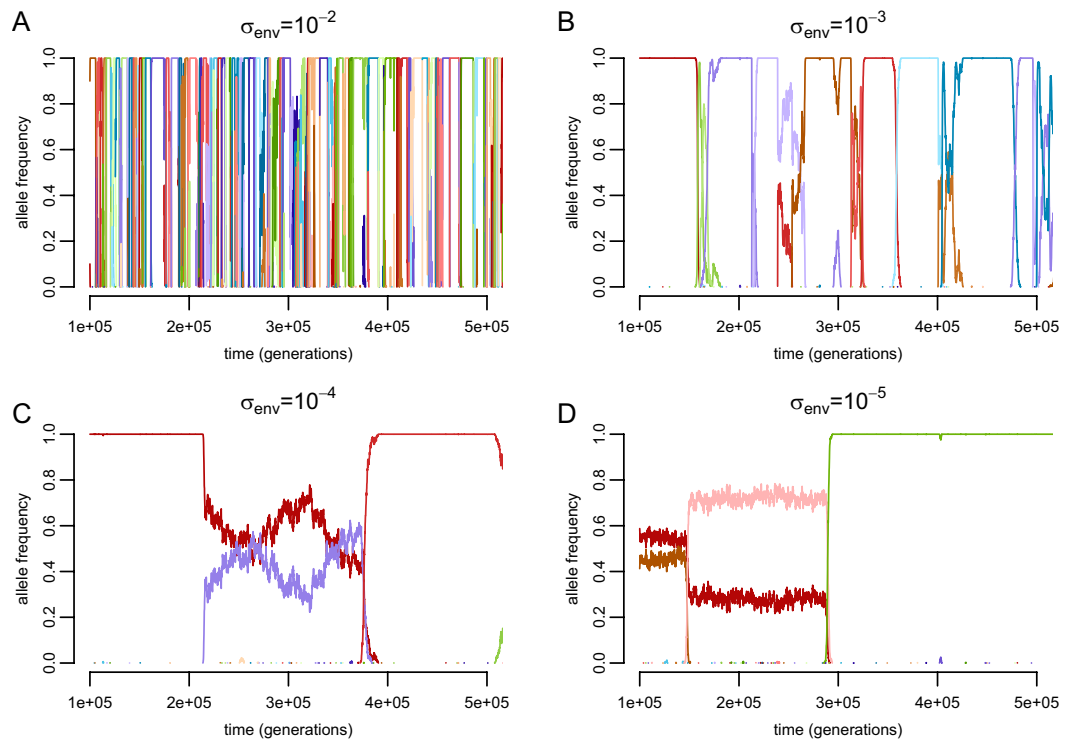 A
σenv=10−2
allele frequency
0.0 0.2 0.4 0.6 0.8 1.0
1e+05 2e+05 3e+05 4e+05 5e+05
time (generations)
B
σenv=10−3
allele frequency
0.0 0.2 0.4 0.6 0.8 1.0
1e+05 2e+05 3e+05 4e+05 5e+05
time (generations)
C
σenv=10−4
allele frequency
0.0 0.2 0.4 0.6 0.8 1.0
1e+05 2e+05 3e+05 4e+05 5e+05
time (generations)
D
σenv=10−5
allele frequency
0.0 0.2 0.4 0.6 0.8 1.0
1e+05 2e+05 3e+05 4e+05 5e+05
time (generations)